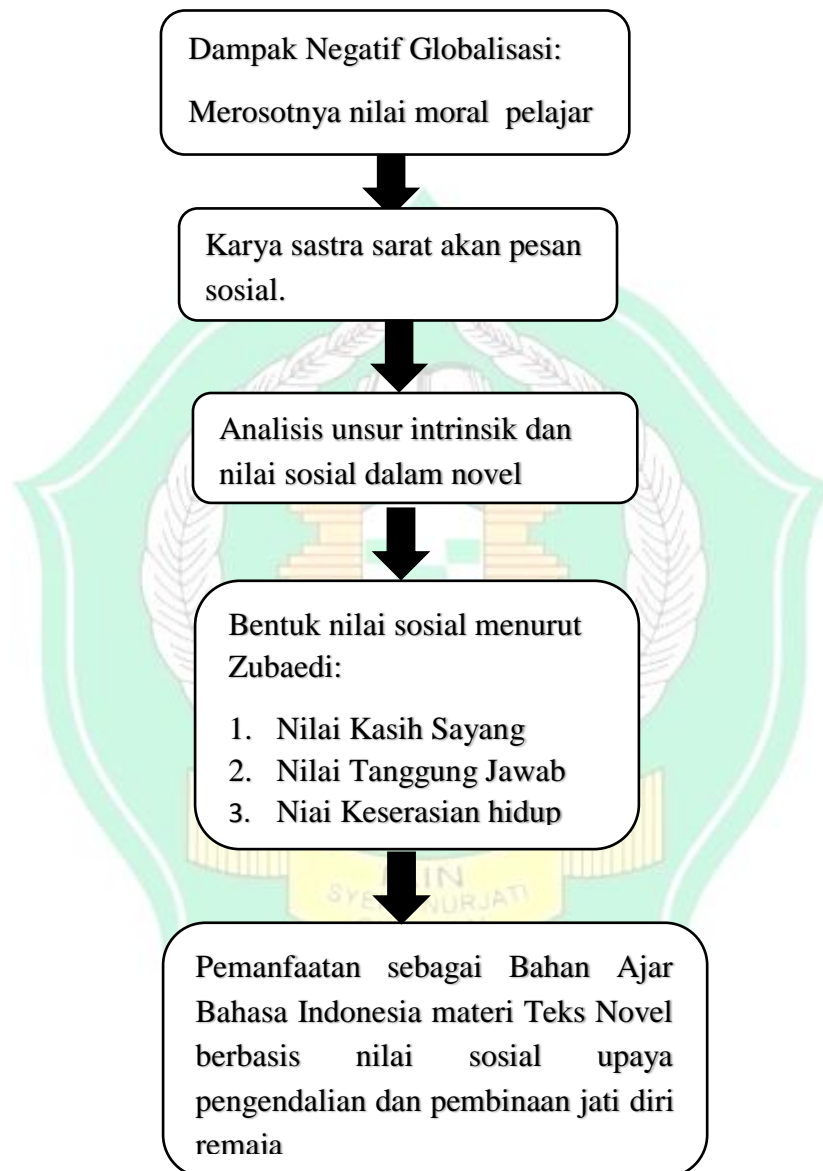 Dampak Negatif Globalisasi:
Merosotnya nilai moral pelajar
Karya sastra sarat akan pesan
sosial.
Analisis unsur intrinsik dan
nilai sosial dalam novel
Bentuk nilai sosial menurut
Zubaedi:
1. Nilai Kasih Sayang
2. Nilai Tanggung Jawab
3. Niai Keserasian hidup
Pemanfaatan sebagai Bahan Ajar
Bahasa Indonesia materi Teks Novel
berbasis nilai sosial upaya
pengendalian dan pembinaan jati diri
remaja